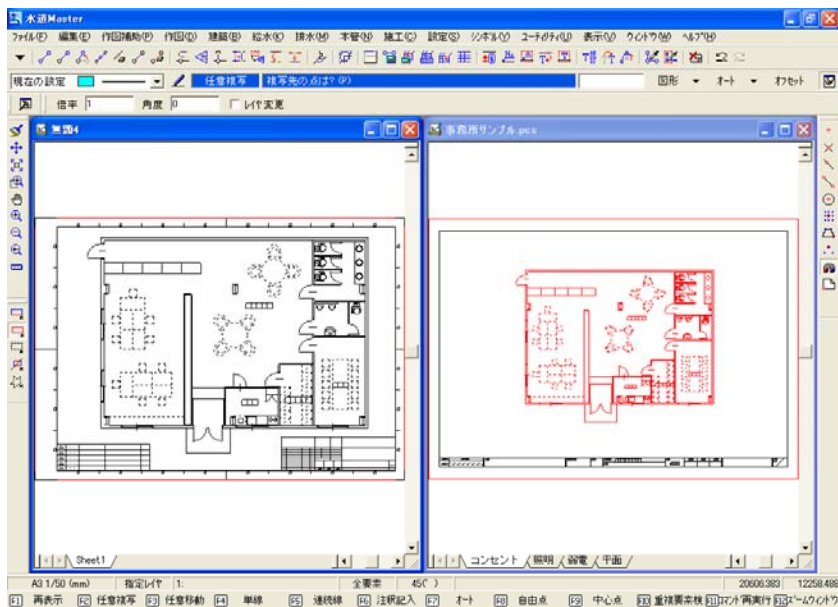 水道Master
ファイル(F) 編集(E) 作図補助(P) 作図(D) 建築(B) 給水(K) 排水(M) 本管(N) 施工(I) 設定(S) シンボル(Y) ユーティリティ(U) 表示(V) ウィンドウ(W) ヘルプ(H)
現在の設定 任意複写 複写先の点は?(P) 図形 オート オフセット
倍率 1 角度 0 レイヤ変更
無題4 事務所サンプル.pcs
Sheet1 コンセント 照明 弱電 平面
A3 1/50 (mm) 指定レイヤ 1: 全要素 45(°) 20606.383 12258.488
F1 再表示 F2 任意複写 F3 任意移動 F4 単線 F5 連続線 F6 注釈記入 F7 オート F8 自由点 F9 中心点 F10 重複要素検 F11 コマンド再実行 F12 ズームウィント